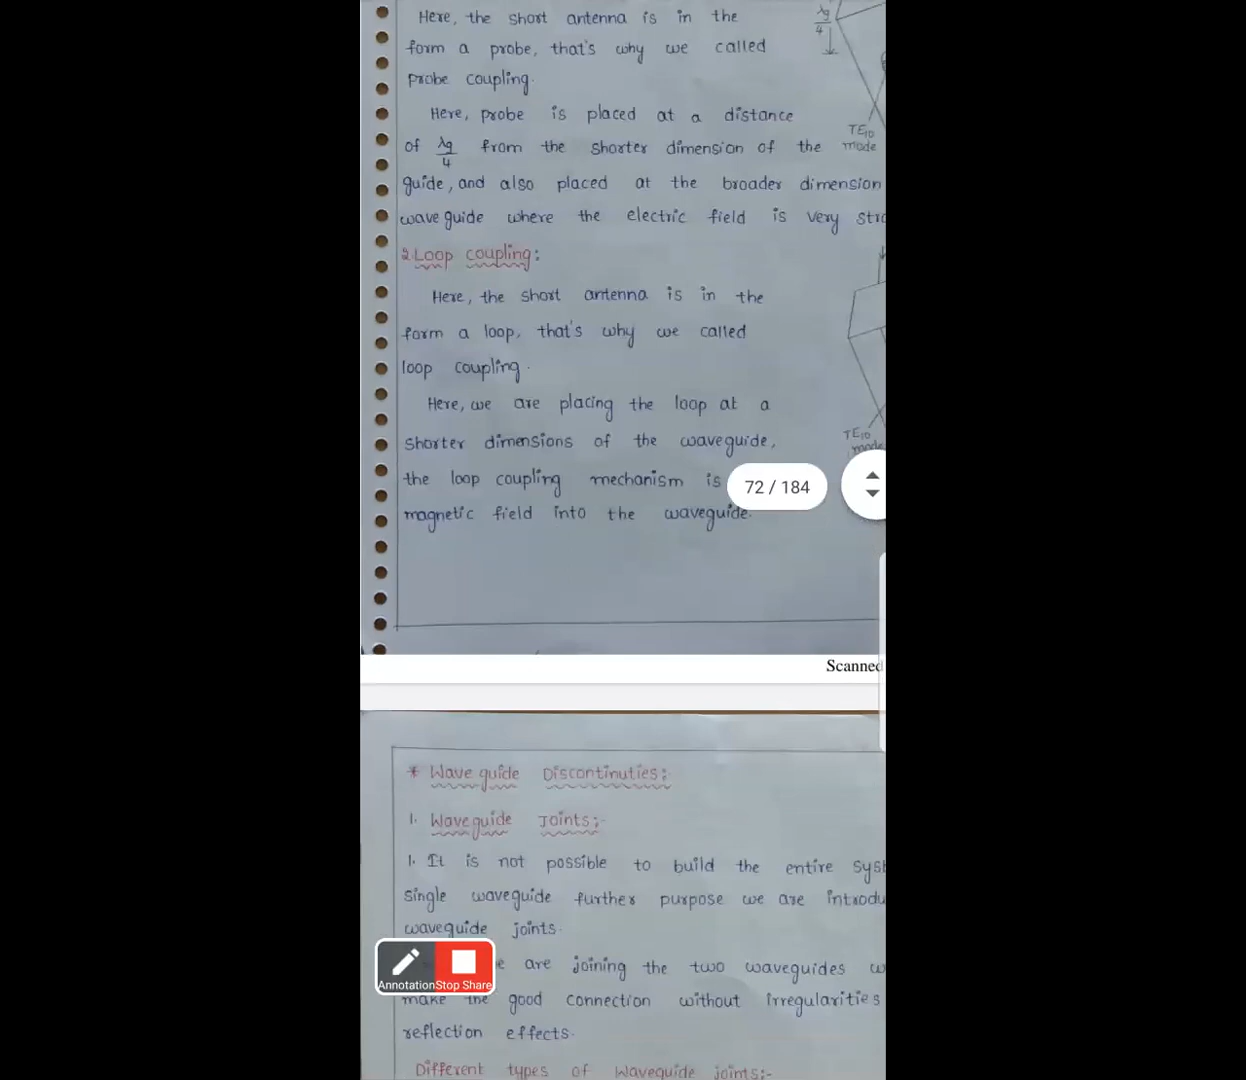 Here, the short antenna is in the
form a probe, that's why we called
probe coupling.
Here, probe is placed at a distance
of λg/4 from the shorter dimension of the
guide, and also placed at the broader dimension
wave guide where the electric field is very
λg/4
TE10
mode
2 Loop coupling:
Here, the short antenna is in the
form a loop, that's why we called
loop coupling.
Here, we are placing the loop at a
shorter dimensions of the waveguide,
the loop coupling mechanism is
magnetic field into the waveguide.
TE10
mode
72 / 184
Scanned
* Wave guide Discontinuties:
1. Waveguide Joints:-
1. It is not possible to build the entire
single waveguide further purpose we are
waveguide joints.
are joining the two waveguides
make the good connection without irregularities
reflection effects.
Different types of Waveguide joints:-
Annotation
Stop Share